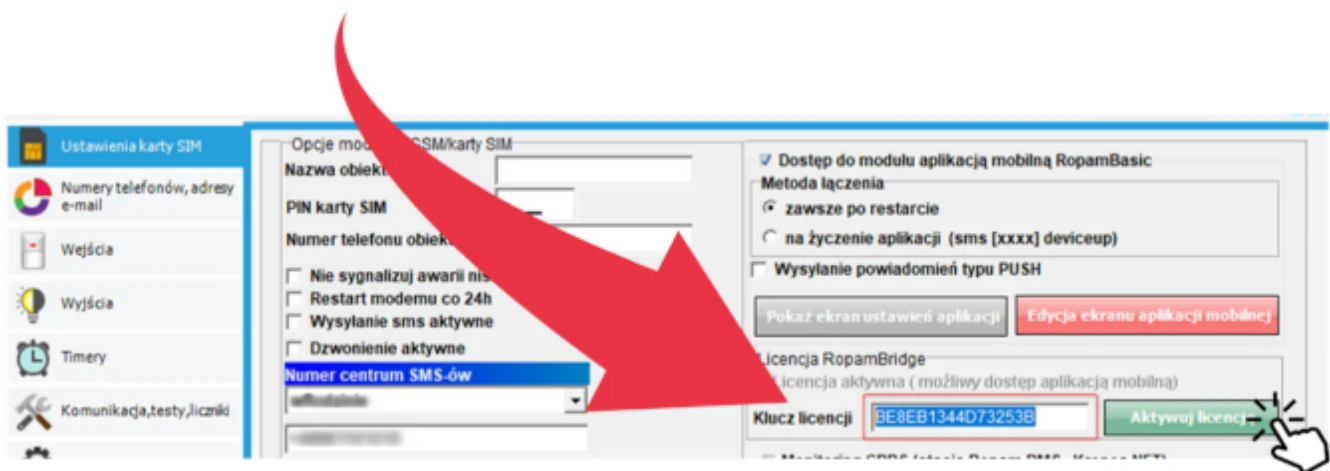 Ustawienia karty SIM
Numery telefonów, adresy
e-mail
Wejścia
Wyjścia
Timery
Komunikacja,testy,liczniki
Opcje SSM/karty SIM
Nazwa
PIN karty SIM
Numer telefonu
Nie sygnalizuj awarii
Restart modemu co 24h
Wysyłanie sms aktywne
Dzwonienie aktywne
Numer centrum SMS-ów
Dostęp do modułu aplikacją mobilną RopamBasic
Metoda łączenia
zawsze po restarcie
na życzenie aplikacji (sms [xxxx] deviceup)
Wysyłanie powiadomień typu PUSH
Pokaż ekran ustawień aplikacji Edycja ekranu aplikacji mobilnej
Licencja RopamBridge
Licencja aktywna ( możliwy dostęp aplikacją mobilną)
Klucz licencji BE8EB1344D73253B Aktywuj